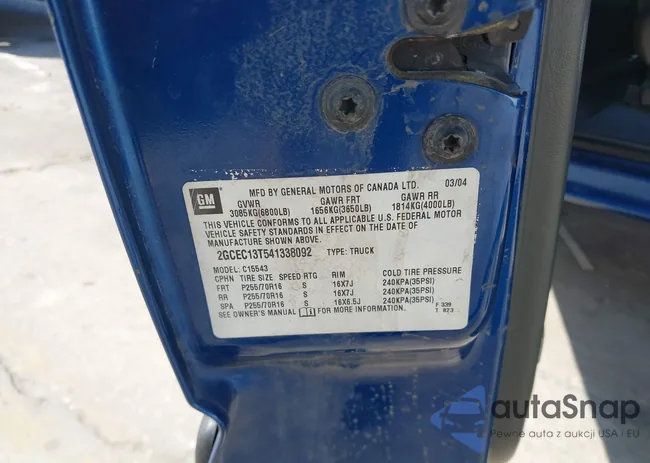 GM
MFD BY GENERAL MOTORS OF CANADA LTD. 03/04
GVWR GAWR FRT GAWR RR
3085KG(6800LB) 1656KG(3650LB) 1814KG(4000LB)
THIS VEHICLE CONFORMS TO ALL APPLICABLE U.S. FEDERAL MOTOR
VEHICLE SAFETY STANDARDS IN EFFECT ON THE DATE OF
MANUFACTURE SHOWN ABOVE.
2GCEC13T541338092 TYPE: TRUCK
MODEL: C15543
CPHN TIRE SIZE SPEED RTG RIM COLD TIRE PRESSURE
FRT P255/70R16 S 16X7J 240KPA(35PSI)
RR P255/70R16 S 16X7J 240KPA(35PSI)
SPA P255/70R16 S 16X6.5J 240KPA(35PSI)
SEE OWNER'S MANUAL FOR MORE INFORMATION. F 339
T 023
autaSnap
Pewne auta z aukcji USA i EU